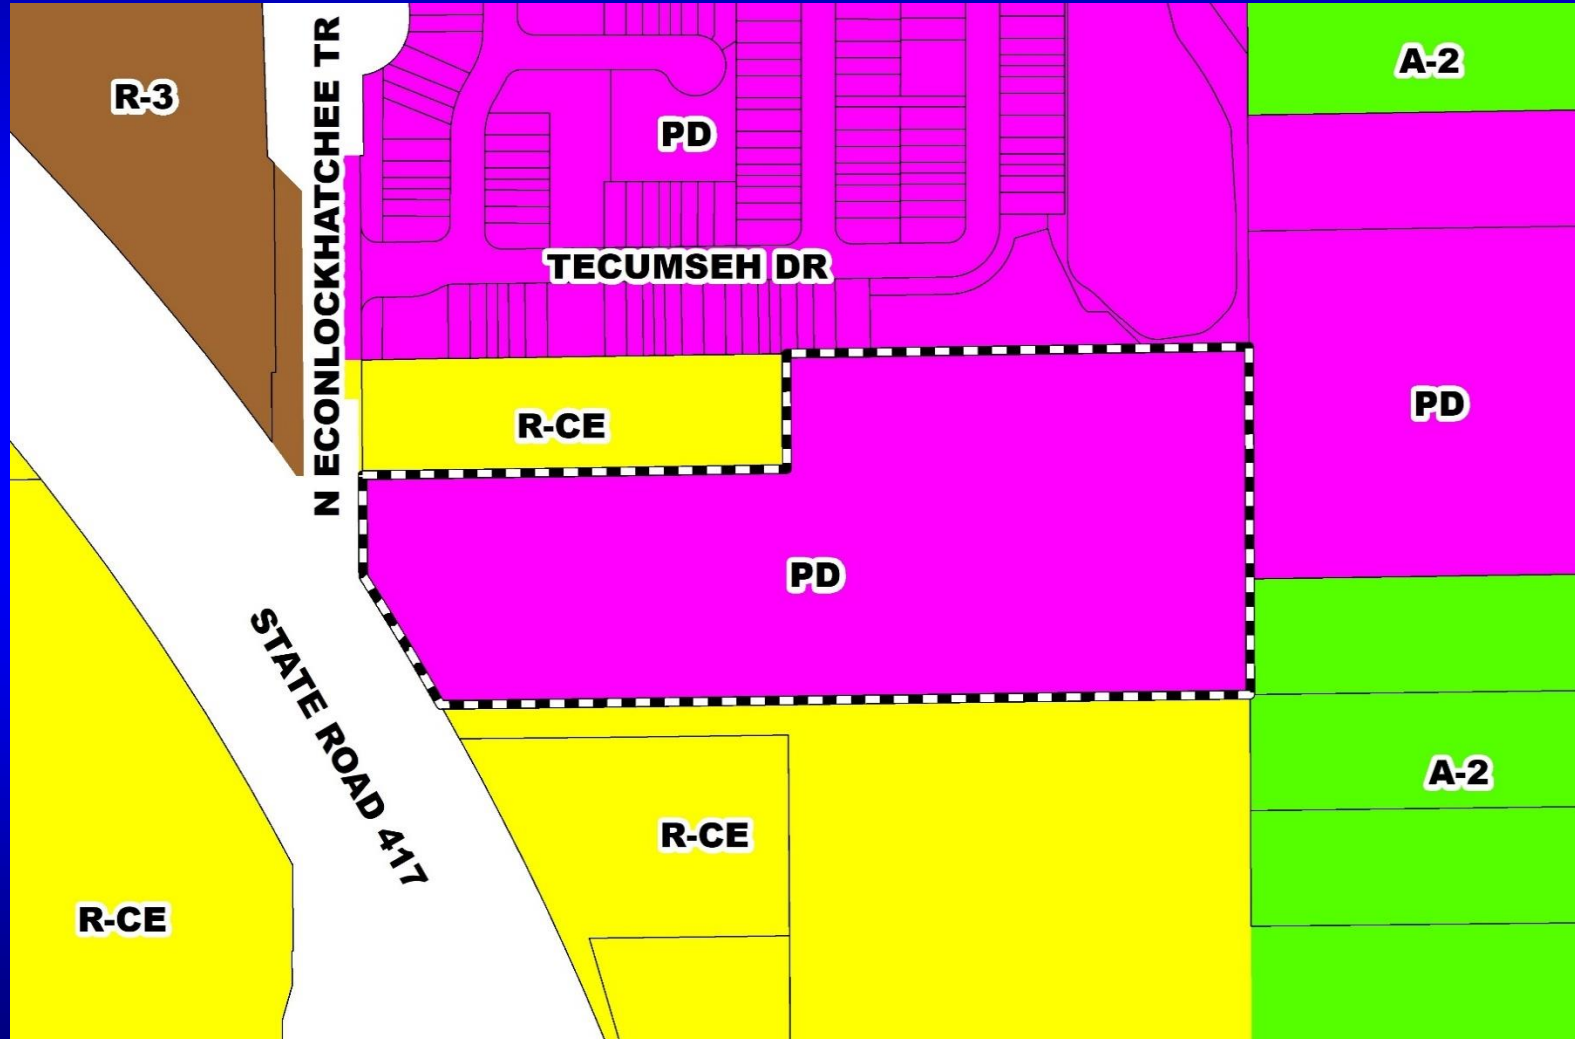 A-2
R-3
PD
N ECONLOCKHATCHEE TR
TECUMSEH DR
PD
R-CE
PD
STATE ROAD 417
A-2
R-CE
R-CE